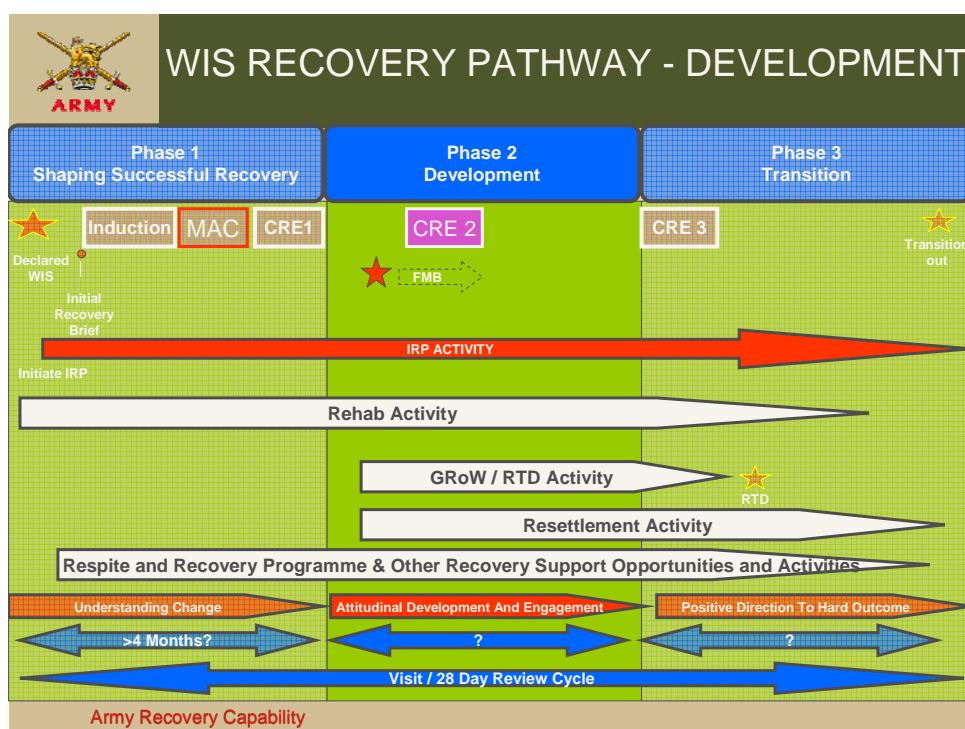 ARMY
WIS RECOVERY PATHWAY - DEVELOPMENT
Phase 1
Shaping Successful Recovery
Phase 2
Development
Phase 3
Transition
Induction
MAC
CRE1
CRE 2
CRE 3
Declared
WIS
Transition
out
FMB
Initial
Recovery
Brief
IRP ACTIVITY
Initiate IRP
Rehab Activity
GRoW / RTD Activity
RTD
Resettlement Activity
Respite and Recovery Programme & Other Recovery Support Opportunities and Activities
Understanding Change
Attitudinal Development And Engagement
Positive Direction To Hard Outcome
>4 Months?
?
?
Visit / 28 Day Review Cycle
Army Recovery Capability